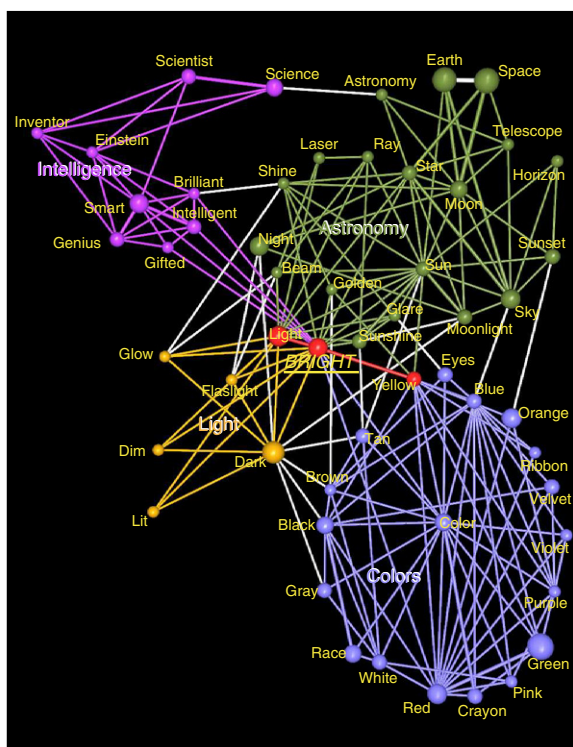 Earth
Space
Scientist
Science
Astronomy
Inventor
Einstein
Laser
Ray
Telescope
Intelligence
Shine
Star
Horizon
Brilliant
Smart
Moon
Intelligent
Astronomy
Genius
Night
Sunset
Gifted
Beam
Golden
Sun
Glare
Sky
Light
Sunshine
Moonlight
Glow
BRIGHT
Eyes
Flaslight
Yellow
Blue
Orange
Light
Tan
Dim
Dark
Ribbon
Brown
Velvet
Lit
Black
Color
Violet
Colors
Gray
Purple
Race
White
Green
Red
Crayon
Pink